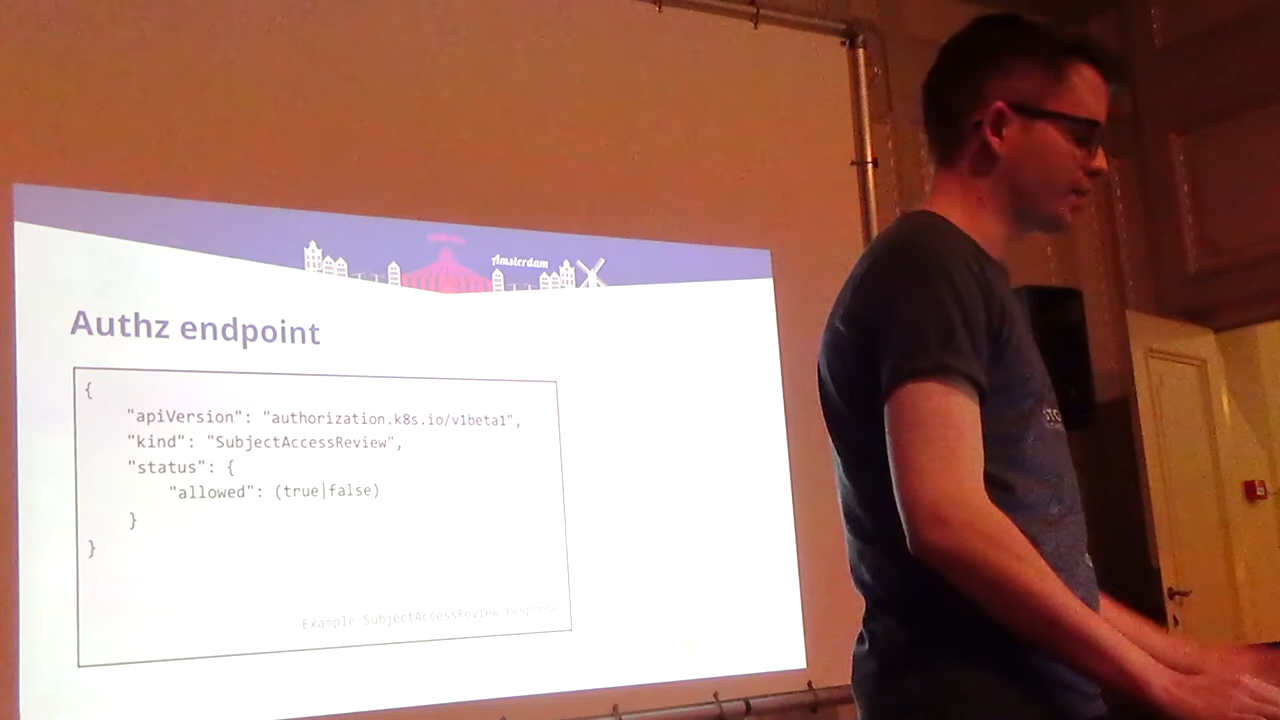 Amsterdam
Authz endpoint
{
"apiVersion": "authorization.k8s.io/v1beta1",
"kind": "SubjectAccessReview",
"status": {
"allowed": (true|false)
}
}
Example SubjectAccessReview response